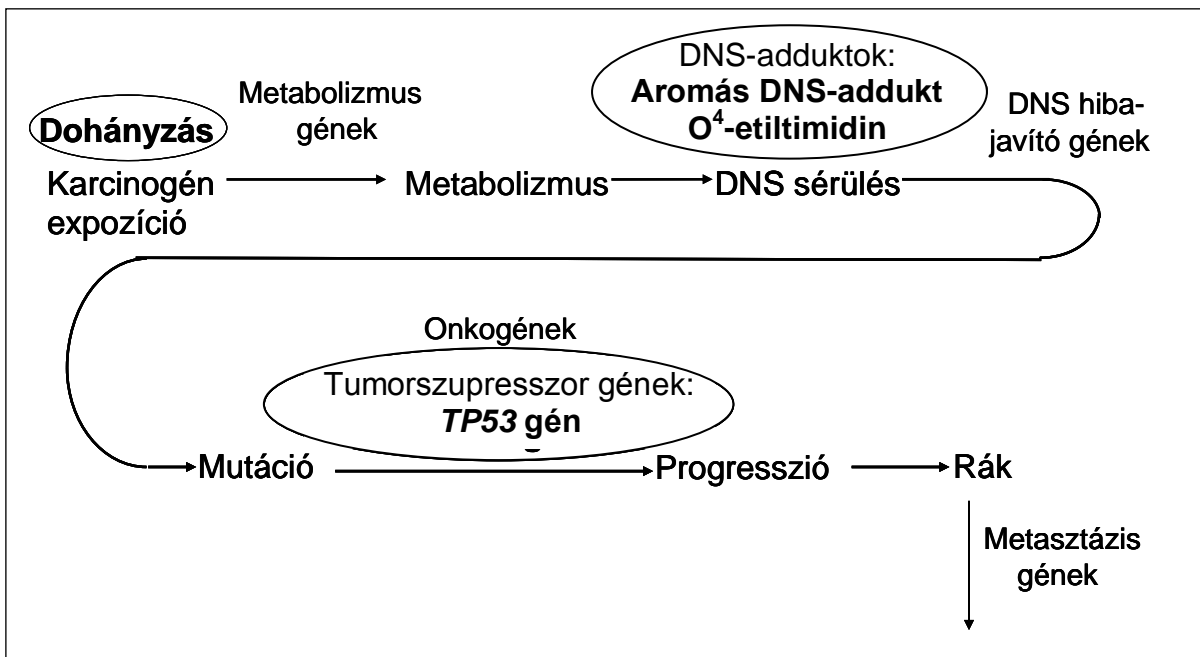 DNS-adduktok:
Aromás DNS-addukt
O⁴-etiltimidin
Metabolizmus
gének
DNS hiba-
javító gének
Dohányzás
Karcinogén
expozíció
Metabolizmus
DNS sérülés
Onkogének
Tumorszupresszor gének:
TP53 gén
Mutáció
Progresszió
Rák
Metasztázis
gének